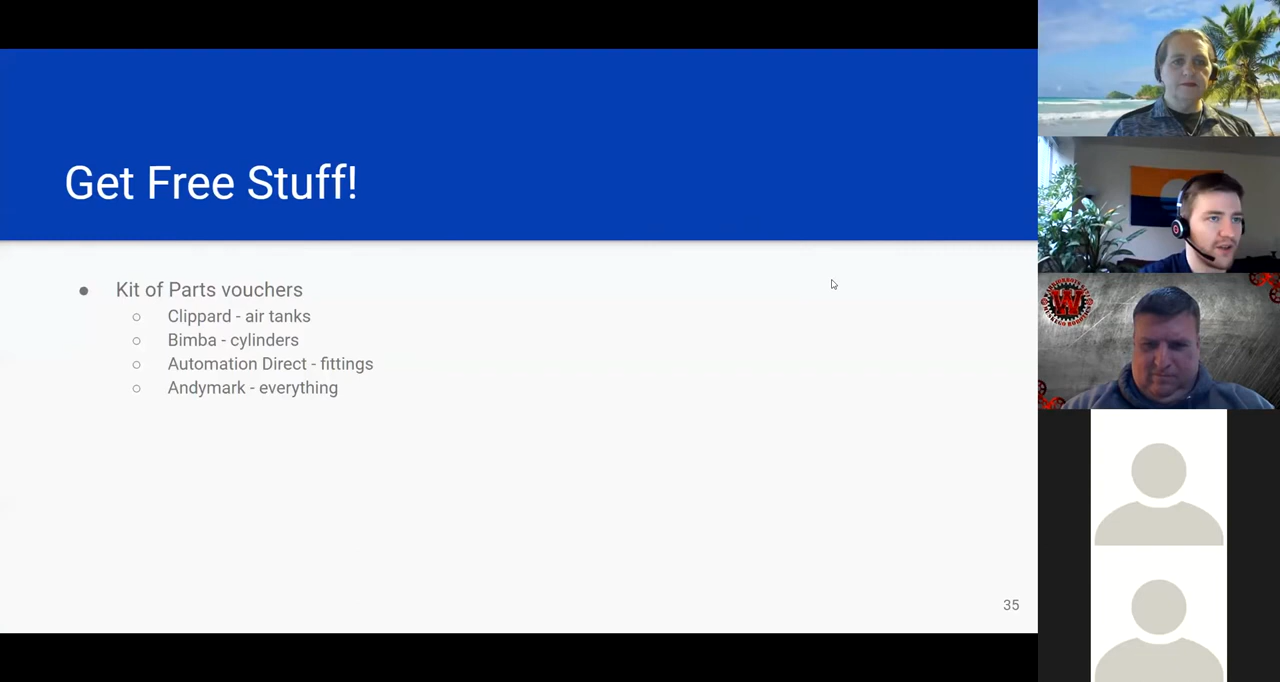 Get Free Stuff!
● Kit of Parts vouchers
○ Clippard - air tanks
○ Bimba - cylinders
○ Automation Direct - fittings
○ Andymark - everything
35
W